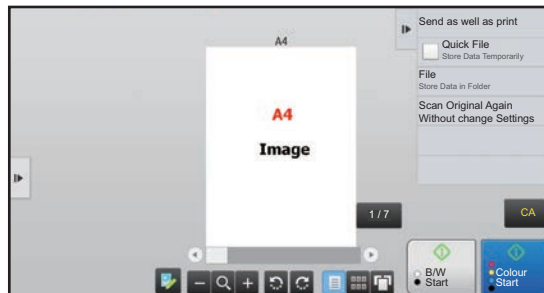 A4
A4
Image
1 / 7
Send as well as print
Quick File
Store Data Temporarily
File
Store Data in Folder
Scan Original Again
Without change Settings
CA
B/W
Start
Colour
Start